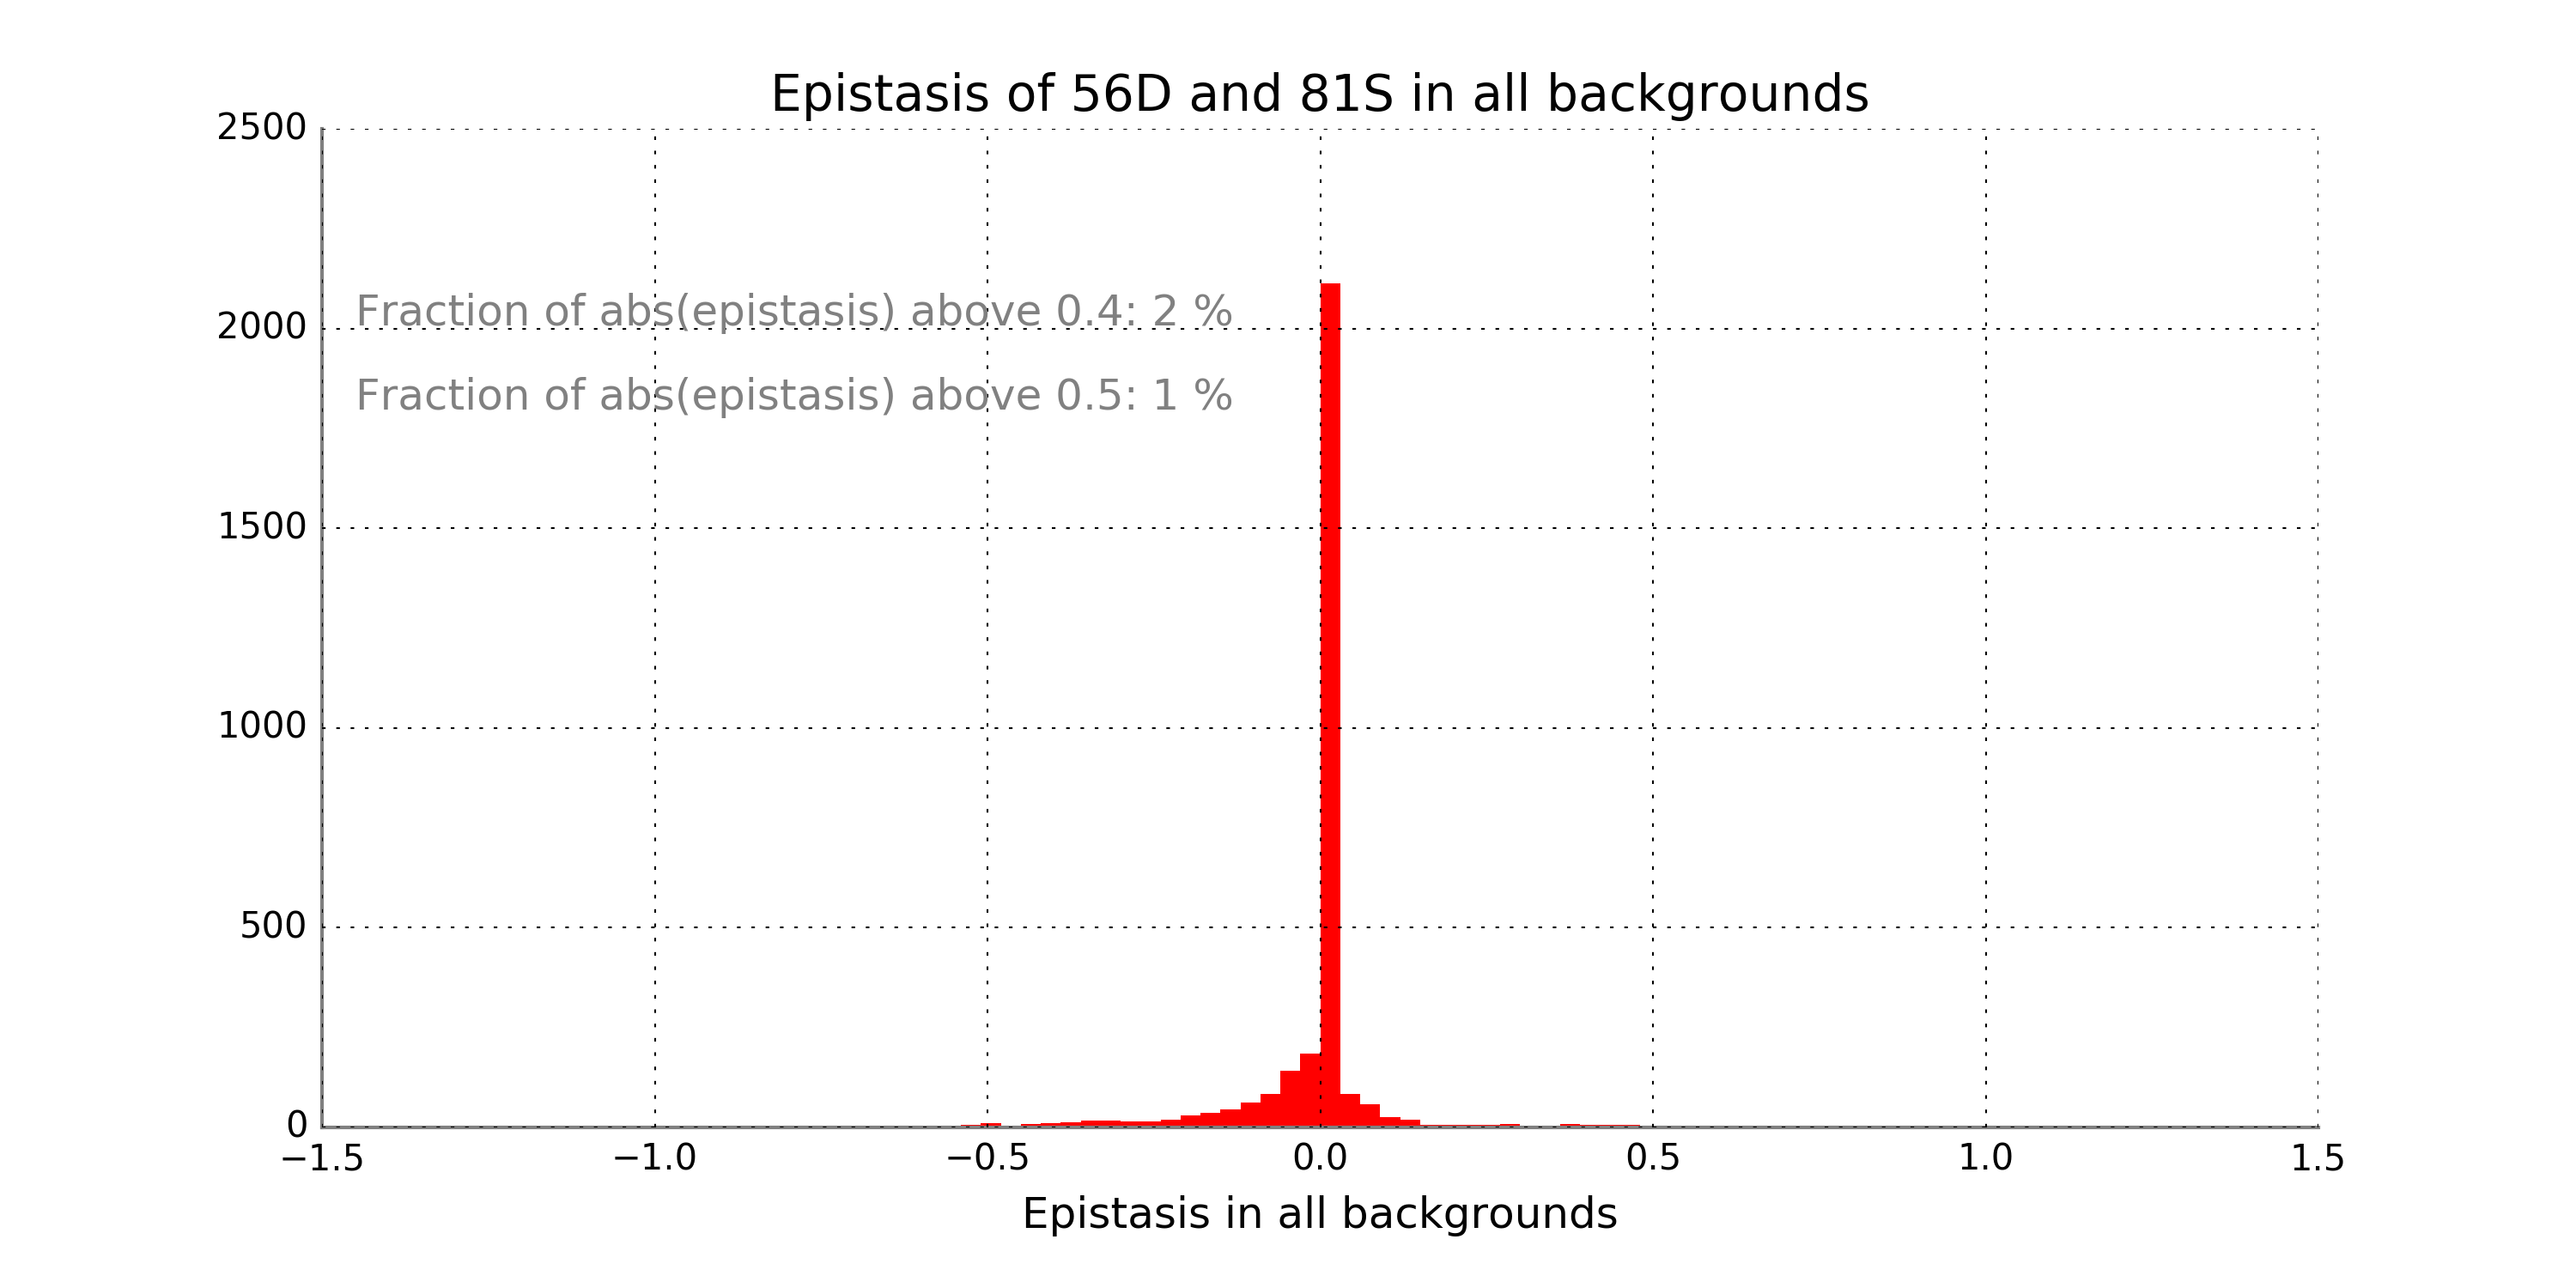 Epistasis of 56D and 81S in all backgrounds
2500
2000
1500
1000
500
0
Fraction of abs(epistasis) above 0.4: 2 %
Fraction of abs(epistasis) above 0.5: 1 %
−1.5 −1.0 −0.5 0.0 0.5 1.0 1.5
Epistasis in all backgrounds